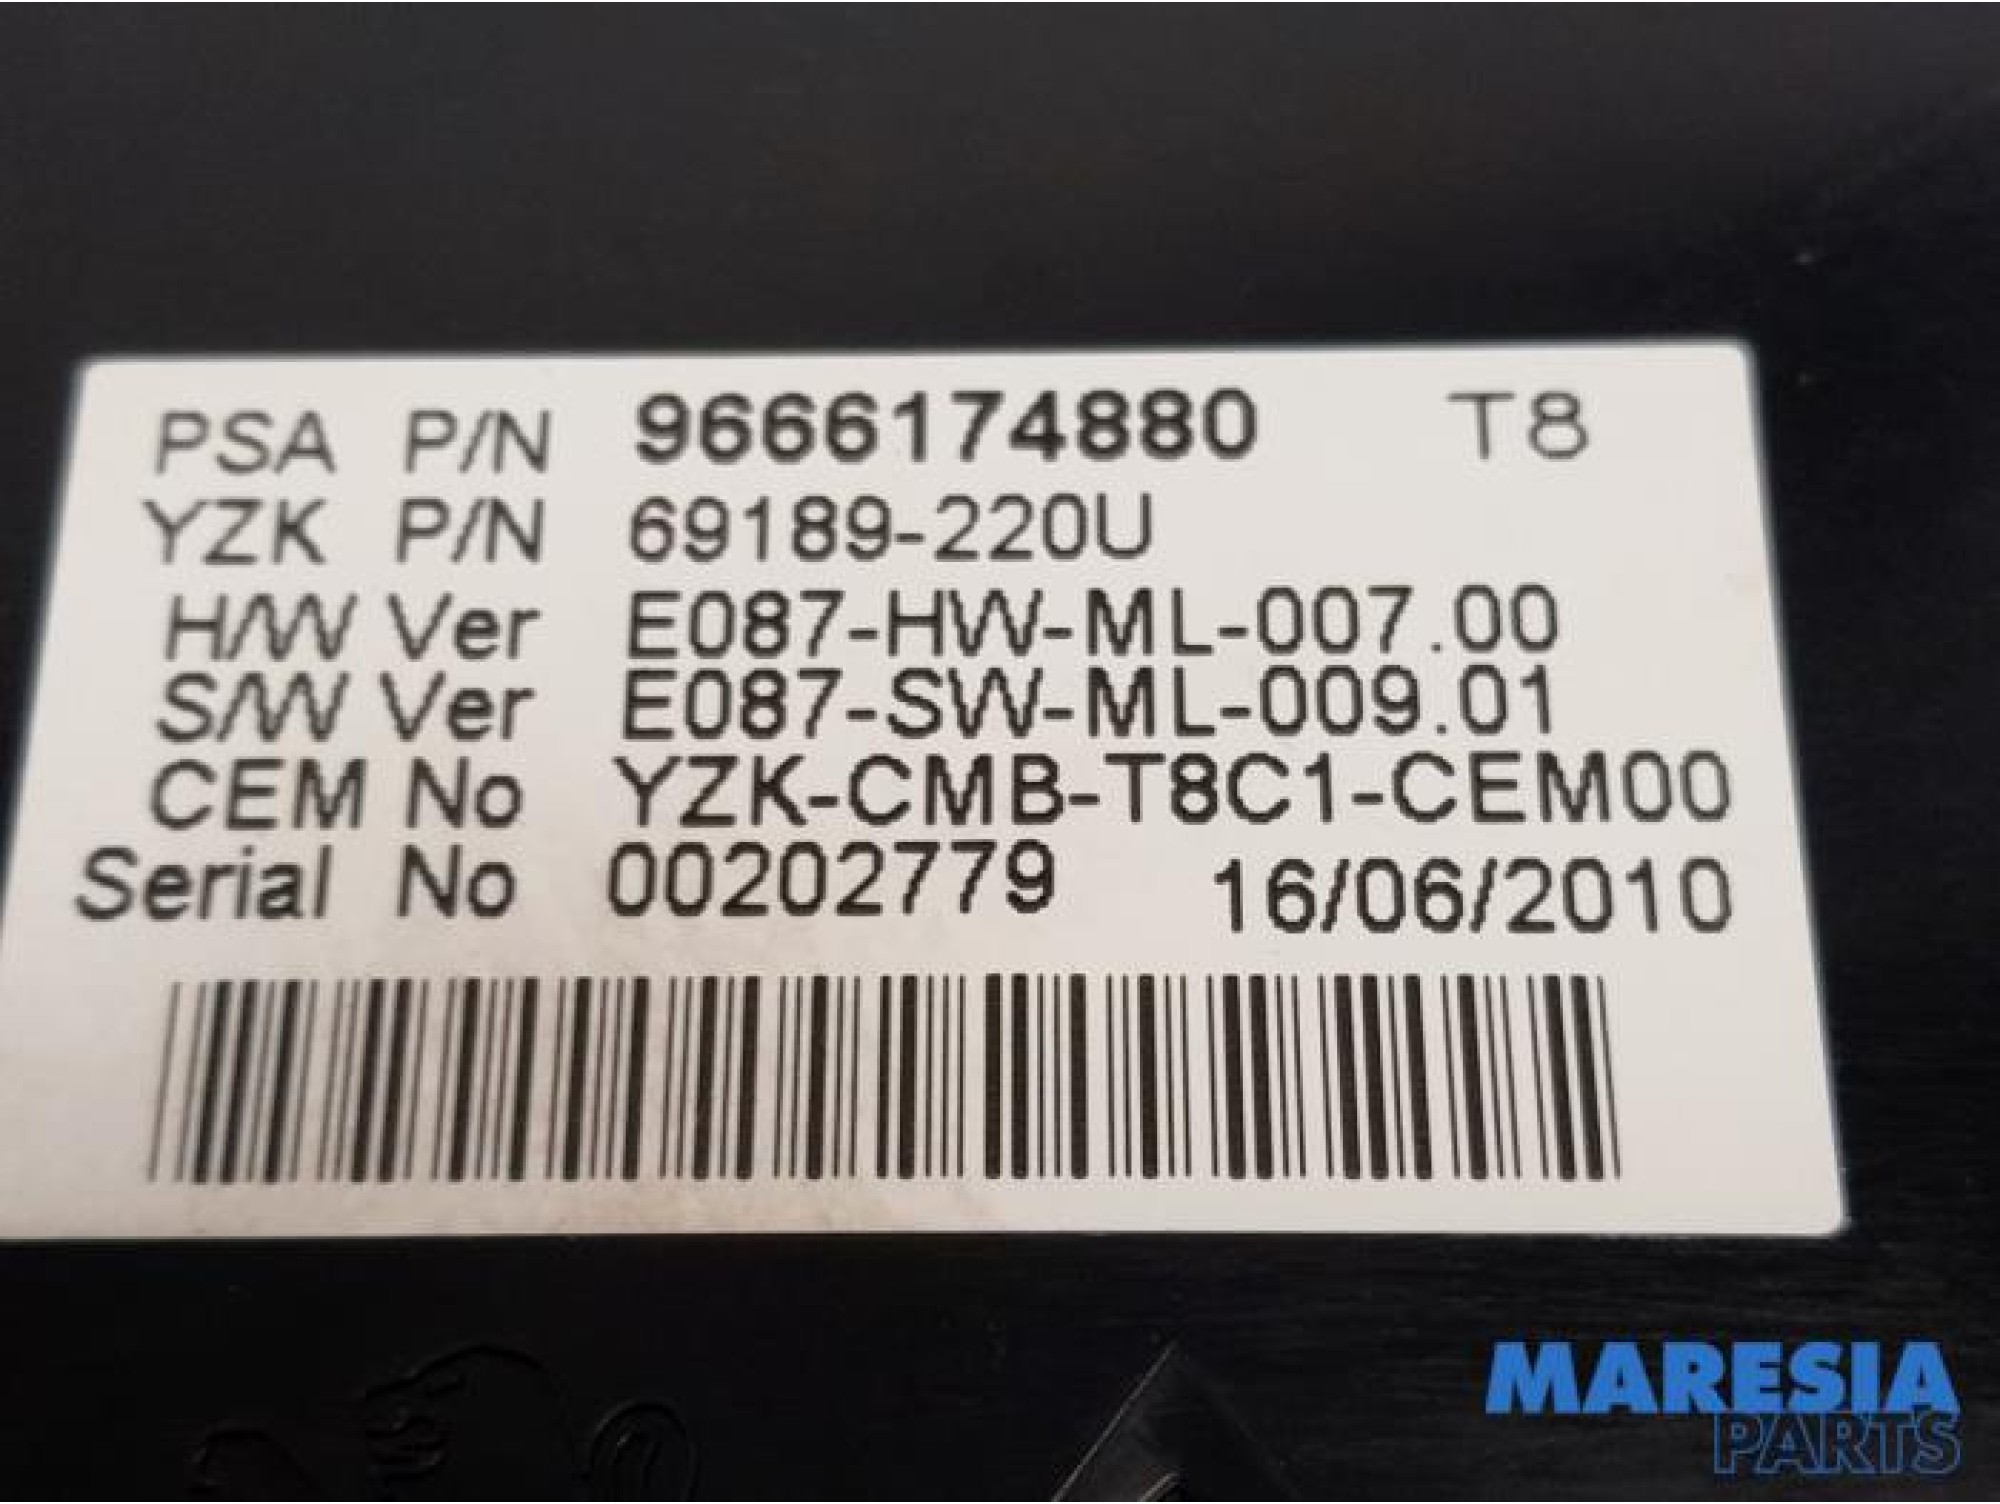 PSA P/N 9666174880 T8
YZK P/N 69189-220U
H/W Ver E087-HW-ML-007.00
S/W Ver E087-SW-ML-009.01
CEM No YZK-CMB-T8C1-CEM00
Serial No 00202779 16/06/2010
MARESIA
PARTS